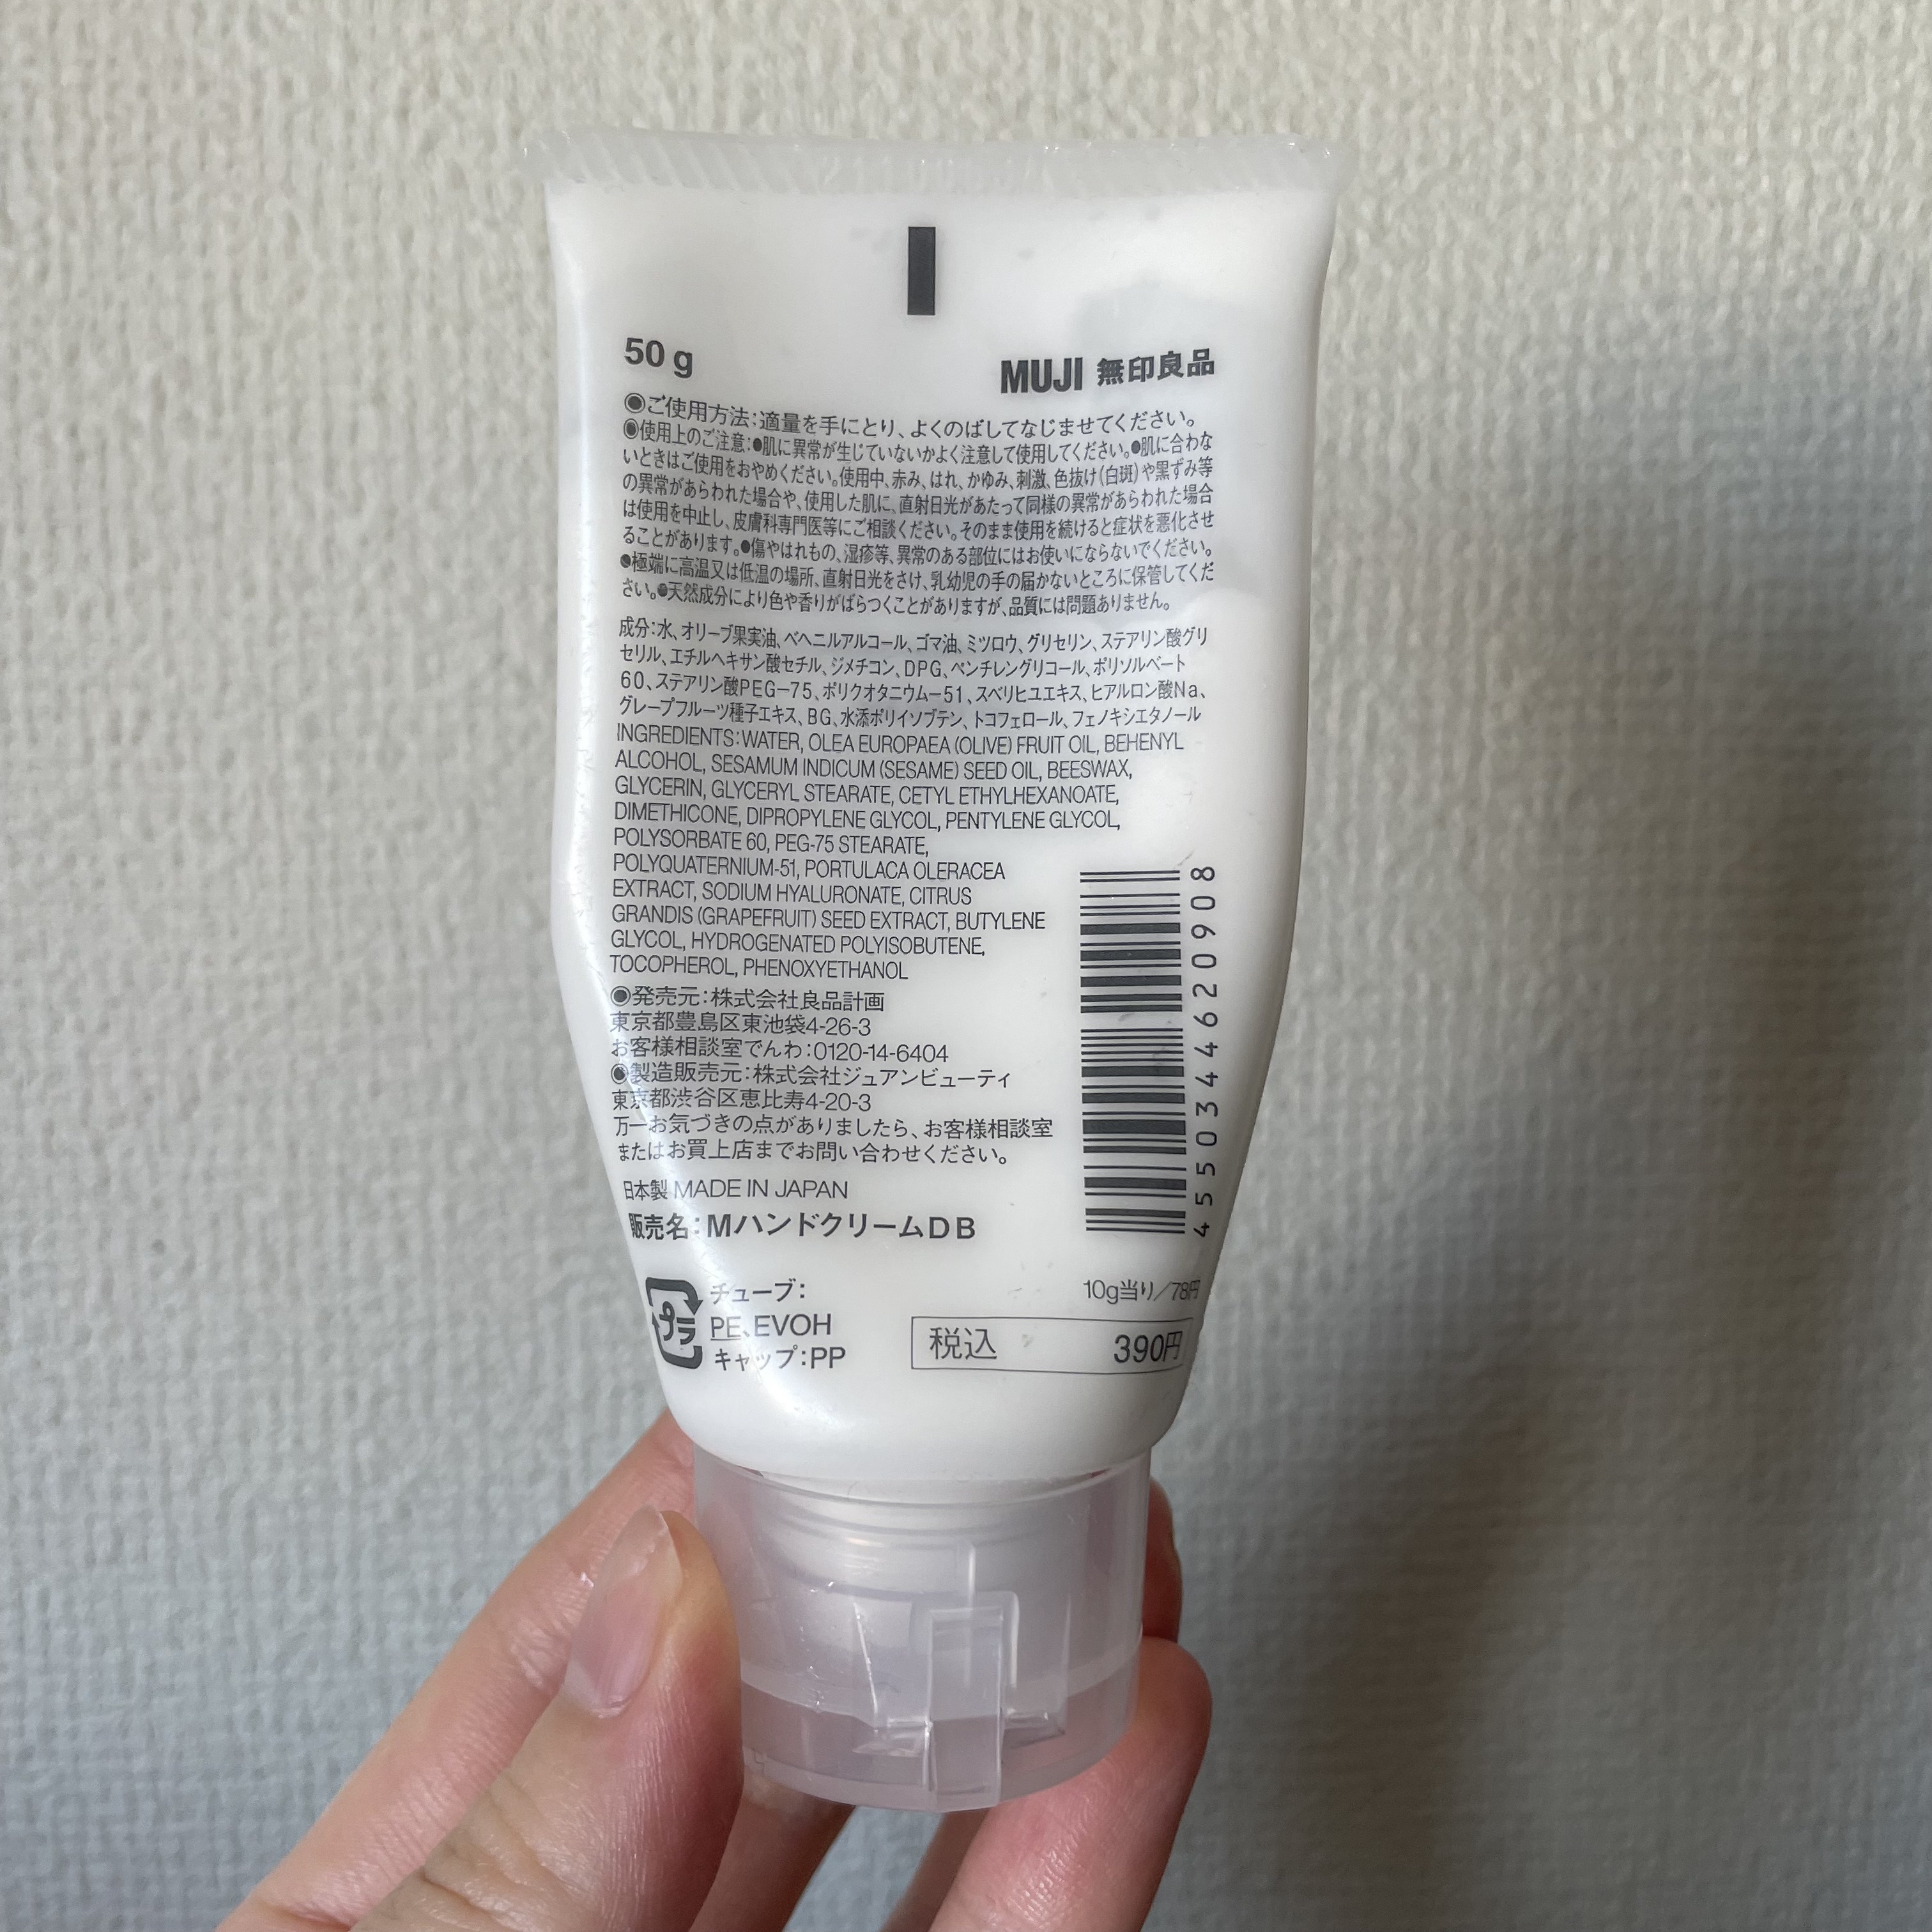 50 g
MUJI 無印良品
◉ご使用方法:適量を手にとり、よくのばしてなじませてください。
◉使用上のご注意:●肌に異常が生じていないかよく注意して使用してください。●肌に合わな
いときはご使用をおやめください。使用中、赤み、はれ、かゆみ、刺激、色抜け(白斑)や黒ずみ等
の異常があらわれた場合や、使用した肌に、直射日光があたって同様の異常があらわれた場合
は使用を中止し、皮膚科専門医等にご相談ください。そのまま使用を続けると症状を悪化させ
ることがあります。●傷やはれもの、湿疹等、異常のある部位にはお使いにならないでください。
●極端に高温又は低温の場所、直射日光をさけ、乳幼児の手の届かないところに保管してくだ
さい。●天然成分により色や香りがばらつくことがありますが、品質には問題ありません。
成分:水、オリーブ果実油、ベヘニルアルコール、ゴマ油、ミツロウ、グリセリン、ステアリン酸グリ
セリル、エチルヘキサン酸セチル、ジメチコン、DPG、ペンチレングリコール、ポリソルベート
60、ステアリン酸PEG-75、ポリクオタニウム-51、スベリヒユエキス、ヒアルロン酸Na、
グレープフルーツ種子エキス、BG、水添ポリイソブテン、トコフェロール、フェノキシエタノール
INGREDIENTS:WATER, OLEA EUROPAEA (OLIVE) FRUIT OIL, BEHENYL
ALCOHOL, SESAMUM INDICUM (SESAME) SEED OIL, BEESWAX,
GLYCERIN, GLYCERYL STEARATE, CETYL ETHYLHEXANOATE,
DIMETHICONE, DIPROPYLENE GLYCOL, PENTYLENE GLYCOL,
POLYSORBATE 60, PEG-75 STEARATE,
POLYQUATERNIUM-51, PORTULACA OLERACEA
EXTRACT, SODIUM HYALURONATE, CITRUS
GRANDIS (GRAPEFRUIT) SEED EXTRACT, BUTYLENE
GLYCOL, HYDROGENATED POLYISOBUTENE,
TOCOPHEROL, PHENOXYETHANOL
◉発売元:株式会社良品計画
東京都豊島区東池袋4-26-3
お客様相談室でんわ:0120-14-6404
◉製造販売元:株式会社ジュアンビューティ
東京都渋谷区恵比寿4-20-3
万一お気づきの点がありましたら、お客様相談室
またはお買上店までお問い合わせください。
日本製 MADE IN JAPAN
販売名:MハンドクリームDB
4550344620908
プラ
チューブ:
PE、EVOH
キャップ:PP
10g当り/78円
税込 390円